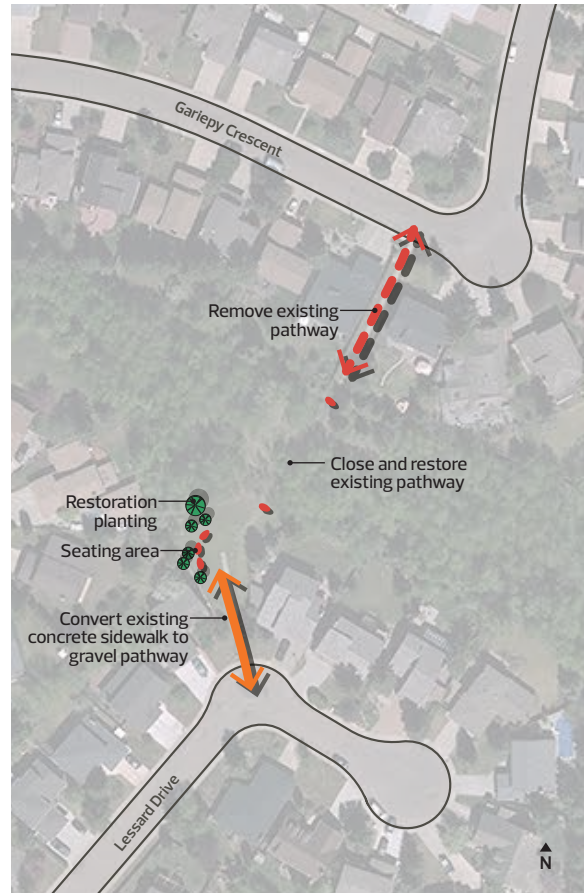 Gariepy Crescent
Remove existing
pathway
Close and restore
existing pathway
Restoration
planting
Seating area
Convert existing
concrete sidewalk to
gravel pathway
Lessard Drive
N